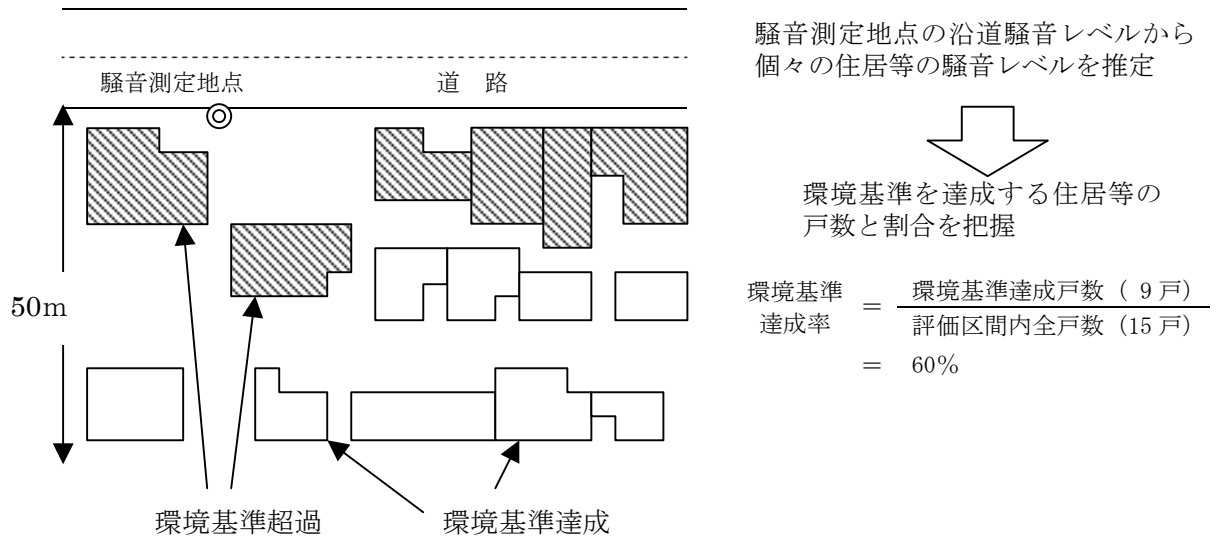 騒音測定地点
道 路
50m
環境基準超過
環境基準達成
騒音測定地点の沿道騒音レベルから
個々の住居等の騒音レベルを推定
環境基準を達成する住居等の
戸数と割合を把握
環境基準
達成率
=
環境基準達成戸数( 9 戸)
評価区間内全戸数(15 戸)
= 60%